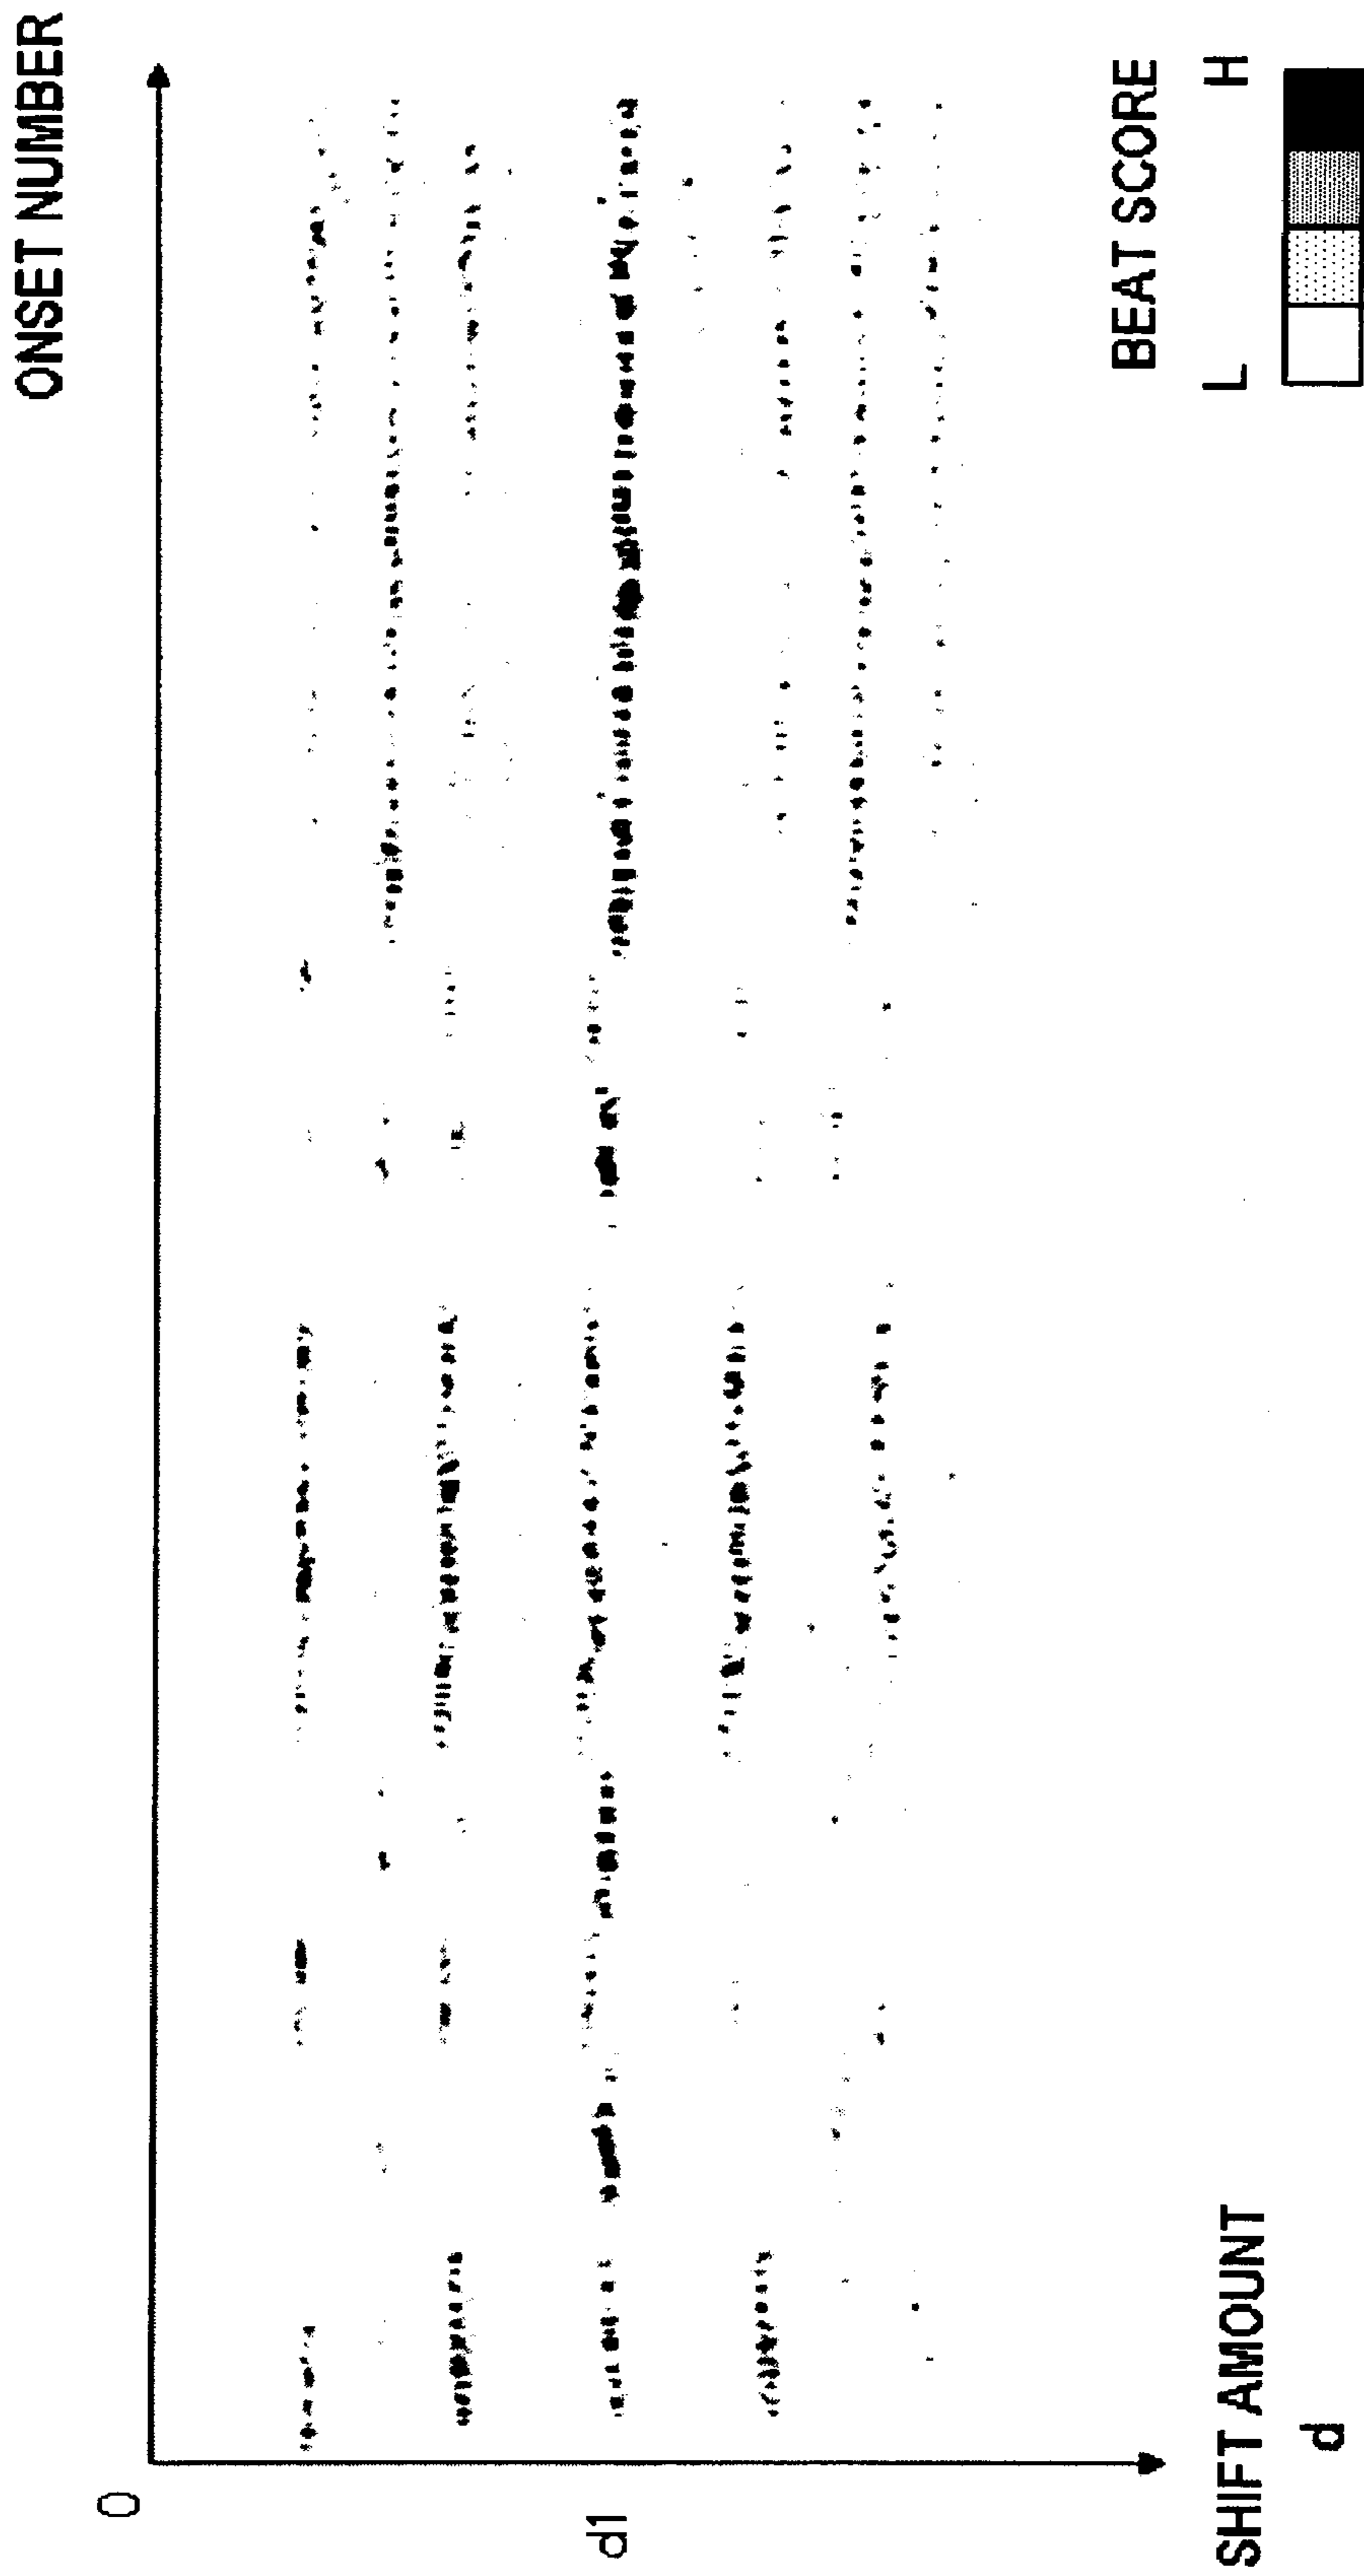 0
ONSET NUMBER
d1
SHIFT AMOUNT
d
BEAT SCORE
L H